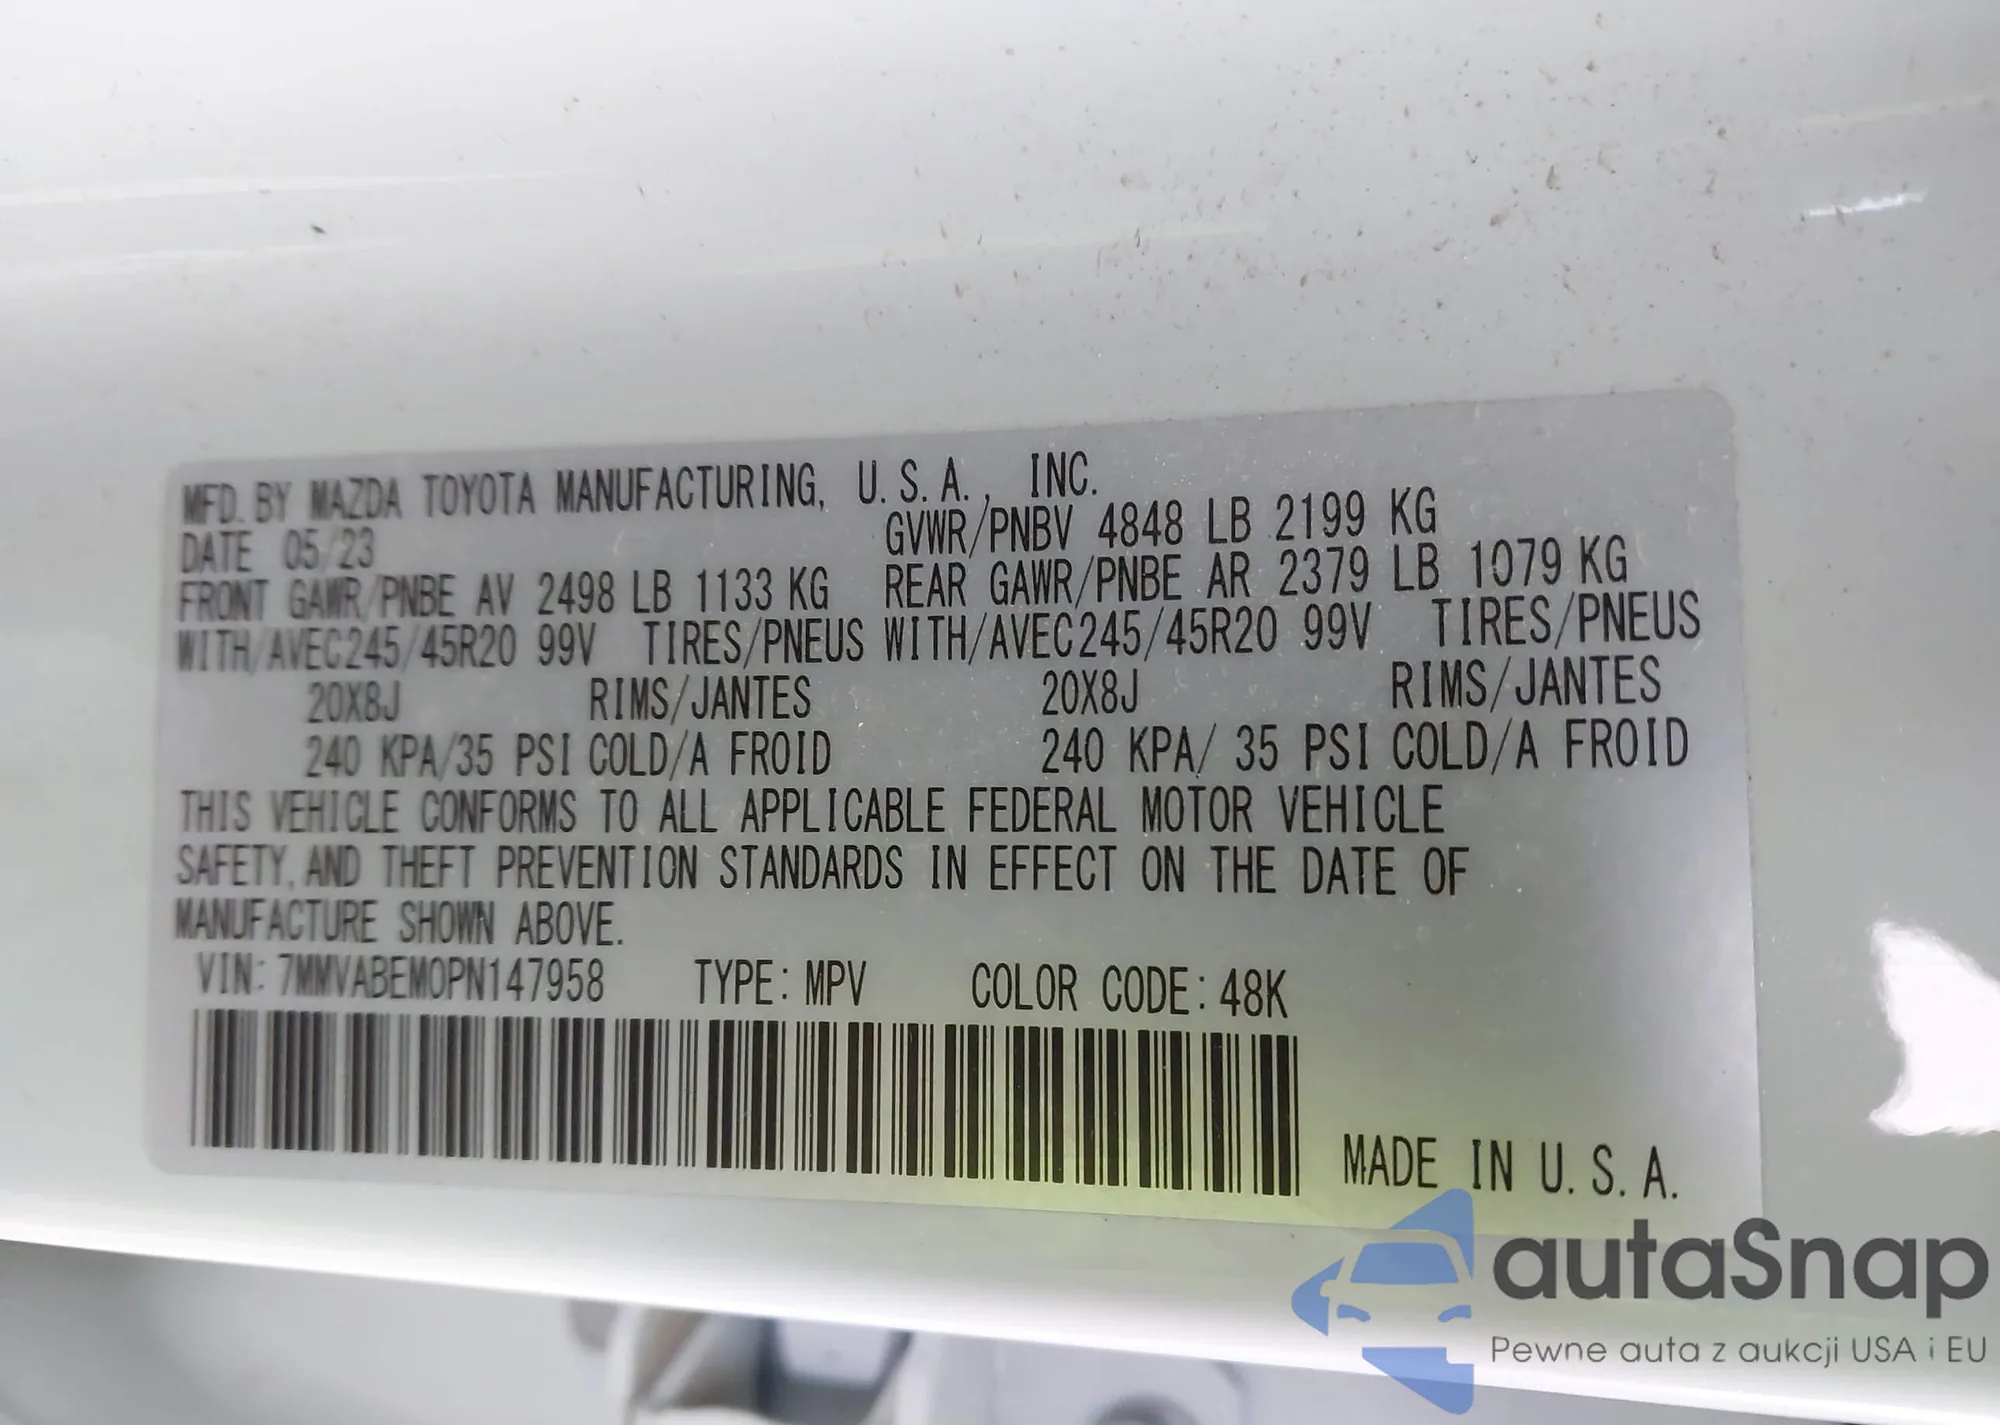 MFD. BY MAZDA TOYOTA MANUFACTURING, U.S.A., INC.
DATE 05/23 GVWR/PNBV 4848 LB 2199 KG
FRONT GAWR/PNBE AV 2498 LB 1133 KG REAR GAWR/PNBE AR 2379 LB 1079 KG
WITH/AVEC245/45R20 99V TIRES/PNEUS WITH/AVEC245/45R20 99V TIRES/PNEUS
20X8J RIMS/JANTES 20X8J RIMS/JANTES
240 KPA/35 PSI COLD/A FROID 240 KPA/ 35 PSI COLD/A FROID
THIS VEHICLE CONFORMS TO ALL APPLICABLE FEDERAL MOTOR VEHICLE
SAFETY, AND THEFT PREVENTION STANDARDS IN EFFECT ON THE DATE OF
MANUFACTURE SHOWN ABOVE.
VIN: 7MMVABEM0PN147958 TYPE: MPV COLOR CODE: 48K
MADE IN U.S.A.
autaSnap
Pewne auta z aukcji USA i EU